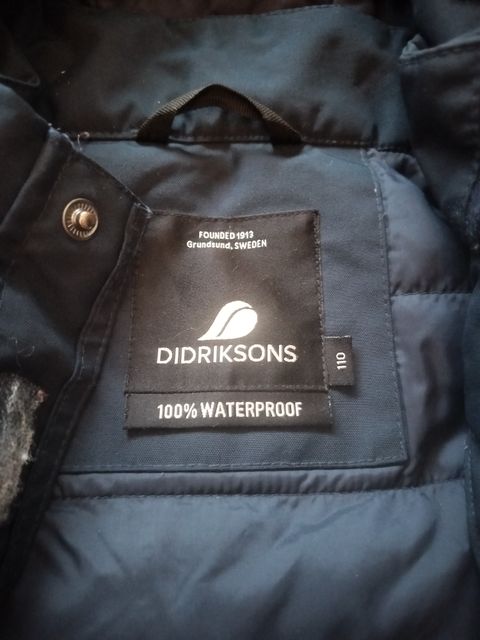 FOUNDED 1913
Grundsund, SWEDEN
DIDRIKSONS
110
100% WATERPROOF